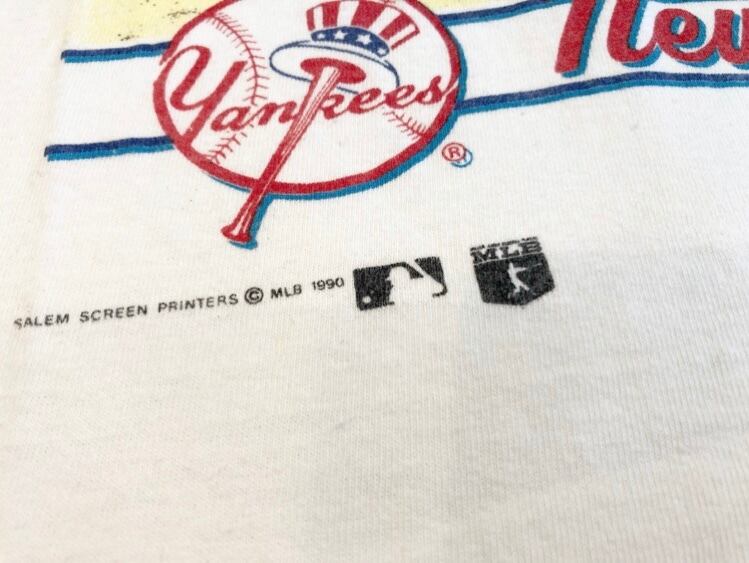 Yankees
®
SALEM SCREEN PRINTERS © MLB 1990
MLB